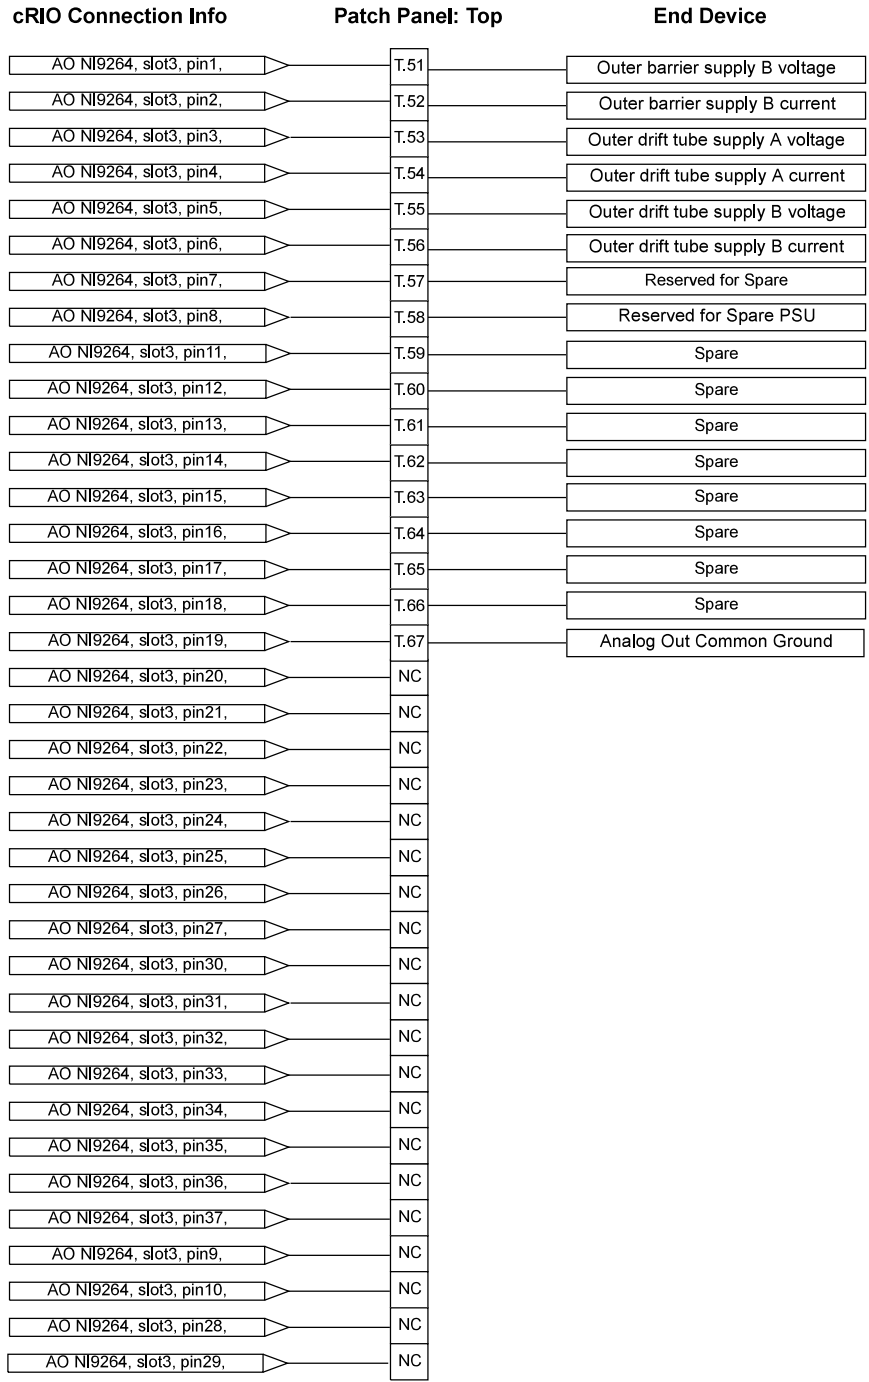 cRIO Connection Info Patch Panel: Top End Device
AO NI9264, slot3, pin1, T.51 Outer barrier supply B voltage
AO NI9264, slot3, pin2, T.52 Outer barrier supply B current
AO NI9264, slot3, pin3, T.53 Outer drift tube supply A voltage
AO NI9264, slot3, pin4, T.54 Outer drift tube supply A current
AO NI9264, slot3, pin5, T.55 Outer drift tube supply B voltage
AO NI9264, slot3, pin6, T.56 Outer drift tube supply B current
AO NI9264, slot3, pin7, T.57 Reserved for Spare
AO NI9264, slot3, pin8, T.58 Reserved for Spare PSU
AO NI9264, slot3, pin11, T.59 Spare
AO NI9264, slot3, pin12, T.60 Spare
AO NI9264, slot3, pin13, T.61 Spare
AO NI9264, slot3, pin14, T.62 Spare
AO NI9264, slot3, pin15, T.63 Spare
AO NI9264, slot3, pin16, T.64 Spare
AO NI9264, slot3, pin17, T.65 Spare
AO NI9264, slot3, pin18, T.66 Spare
AO NI9264, slot3, pin19, T.67 Analog Out Common Ground
AO NI9264, slot3, pin20, NC
AO NI9264, slot3, pin21, NC
AO NI9264, slot3, pin22, NC
AO NI9264, slot3, pin23, NC
AO NI9264, slot3, pin24, NC
AO NI9264, slot3, pin25, NC
AO NI9264, slot3, pin26, NC
AO NI9264, slot3, pin27, NC
AO NI9264, slot3, pin30, NC
AO NI9264, slot3, pin31, NC
AO NI9264, slot3, pin32, NC
AO NI9264, slot3, pin33, NC
AO NI9264, slot3, pin34, NC
AO NI9264, slot3, pin35, NC
AO NI9264, slot3, pin36, NC
AO NI9264, slot3, pin37, NC
AO NI9264, slot3, pin9, NC
AO NI9264, slot3, pin10, NC
AO NI9264, slot3, pin28, NC
AO NI9264, slot3, pin29, NC